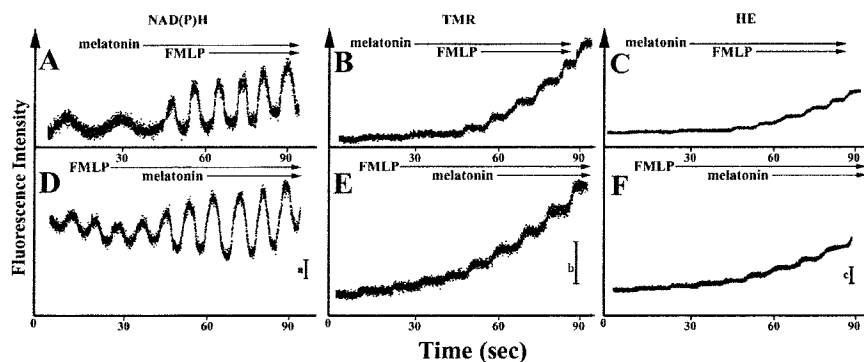 NAD(P)H TMR HE
melatonin melatonin melatonin
FMLP FMLP FMLP
A B C
30 60 90 30 60 90 30 60 90
FMLP FMLP FMLP
melatonin melatonin melatonin
D E F
a b c
0 30 60 90 0 30 60 90 0 30 60 90
Fluorescence Intensity
Time (sec)